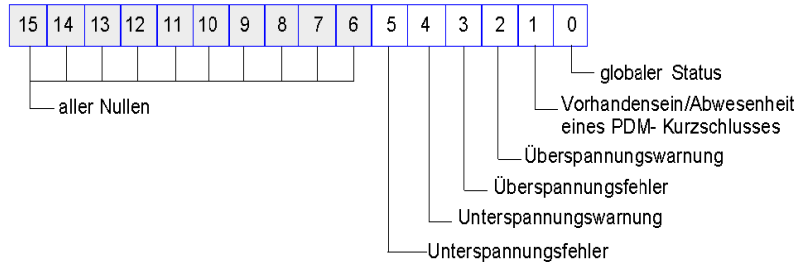 15 14 13 12 11 10 9 8 7 6 5 4 3 2 1 0
globaler Status
aller Nullen
Vorhandensein/Abwesenheit
eines PDM- Kurzschlusses
Überspannungswarnung
Überspannungsfehler
Unterspannungswarnung
Unterspannungsfehler